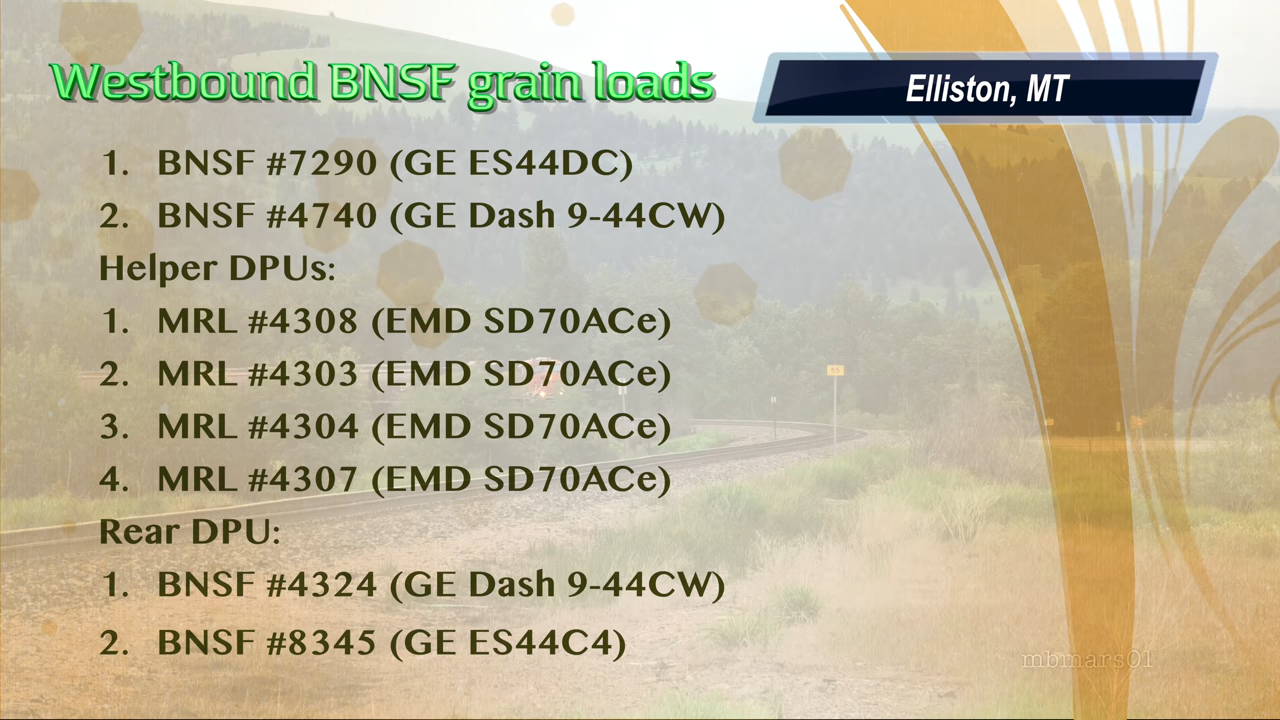 Westbound BNSF grain loads
Elliston, MT
1. BNSF #7290 (GE ES44DC)
2. BNSF #4740 (GE Dash 9-44CW)
Helper DPUs:
1. MRL #4308 (EMD SD70ACe)
2. MRL #4303 (EMD SD70ACe)
3. MRL #4304 (EMD SD70ACe)
4. MRL #4307 (EMD SD70ACe)
Rear DPU:
1. BNSF #4324 (GE Dash 9-44CW)
2. BNSF #8345 (GE ES44C4)
mbmars01